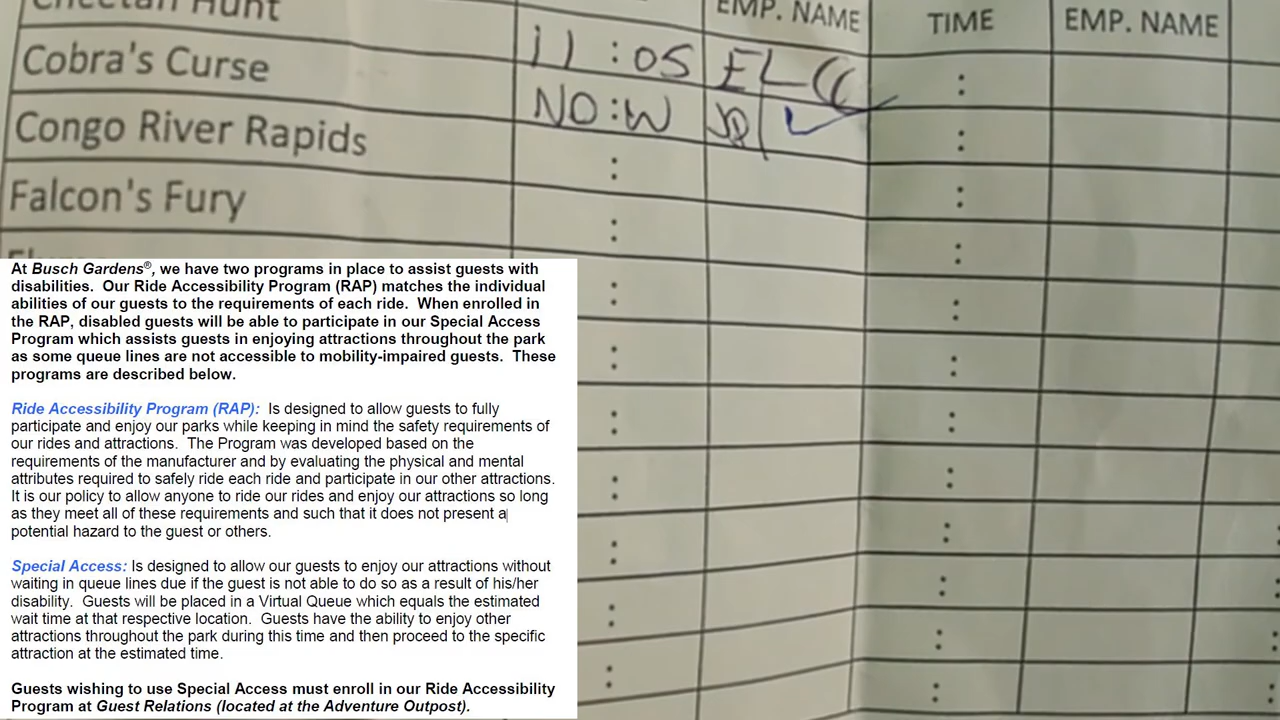 Cheetah Hunt
EMP. NAME TIME EMP. NAME
Cobra's Curse 11:05
Congo River Rapids NO:W
Falcon's Fury
At Busch Gardens®, we have two programs in place to assist guests with
disabilities. Our Ride Accessibility Program (RAP) matches the individual
abilities of our guests to the requirements of each ride. When enrolled in
the RAP, disabled guests will be able to participate in our Special Access
Program which assists guests in enjoying attractions throughout the park
as some queue lines are not accessible to mobility-impaired guests. These
programs are described below.
Ride Accessibility Program (RAP): Is designed to allow guests to fully
participate and enjoy our parks while keeping in mind the safety requirements of
our rides and attractions. The Program was developed based on the
requirements of the manufacturer and by evaluating the physical and mental
attributes required to safely ride each ride and participate in our other attractions.
It is our policy to allow anyone to ride our rides and enjoy our attractions so long
as they meet all of these requirements and such that it does not present a
potential hazard to the guest or others.
Special Access: Is designed to allow our guests to enjoy our attractions without
waiting in queue lines due if the guest is not able to do so as a result of his/her
disability. Guests will be placed in a Virtual Queue which equals the estimated
wait time at that respective location. Guests have the ability to enjoy other
attractions throughout the park during this time and then proceed to the specific
attraction at the estimated time.
Guests wishing to use Special Access must enroll in our Ride Accessibility
Program at Guest Relations (located at the Adventure Outpost).